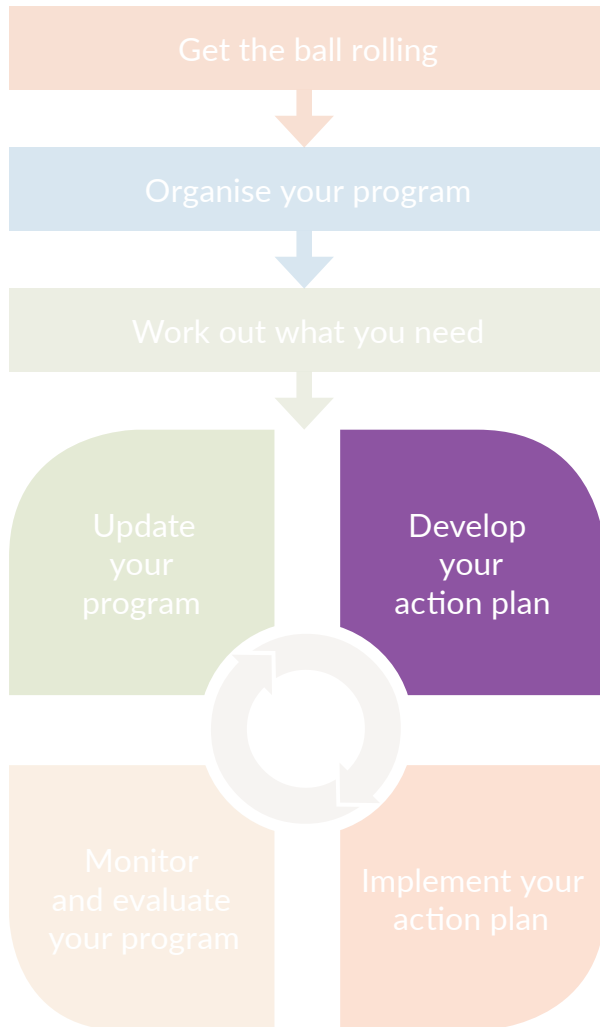 Get the ball rolling
Organise your program
Work out what you need
Update
your
program
Develop
your
action plan
Monitor
and evaluate
your program
Implement your
action plan